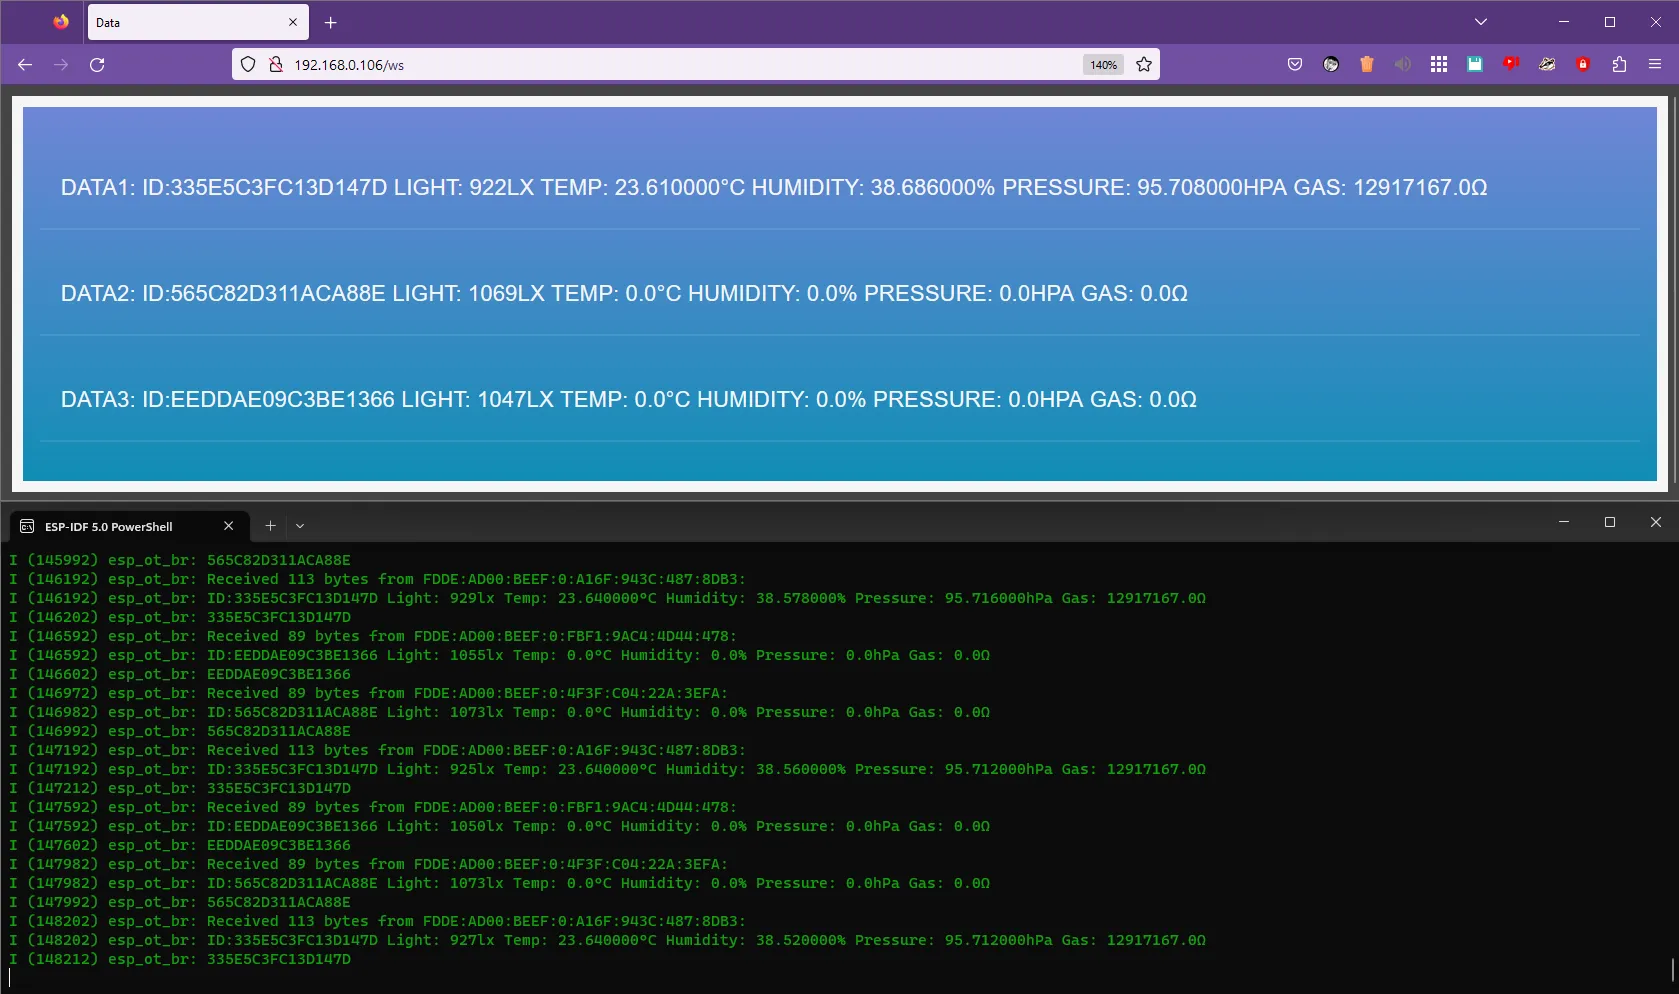 Data
192.168.0.106/ws
140%
DATA1: ID:335E5C3FC13D147D LIGHT: 922LX TEMP: 23.610000°C HUMIDITY: 38.686000% PRESSURE: 95.708000HPA GAS: 12917167.0Ω
DATA2: ID:565C82D311ACA88E LIGHT: 1069LX TEMP: 0.0°C HUMIDITY: 0.0% PRESSURE: 0.0HPA GAS: 0.0Ω
DATA3: ID:EEDDAE09C3BE1366 LIGHT: 1047LX TEMP: 0.0°C HUMIDITY: 0.0% PRESSURE: 0.0HPA GAS: 0.0Ω
ESP-IDF 5.0 PowerShell
I (145992) esp_ot_br: 565C82D311ACA88E
I (146192) esp_ot_br: Received 113 bytes from FDDE:AD00:BEEF:0:A16F:943C:487:8DB3:
I (146192) esp_ot_br: ID:335E5C3FC13D147D Light: 929lx Temp: 23.640000°C Humidity: 38.578000% Pressure: 95.716000hPa Gas: 12917167.0Ω
I (146202) esp_ot_br: 335E5C3FC13D147D
I (146592) esp_ot_br: Received 89 bytes from FDDE:AD00:BEEF:0:FBF1:9AC4:4D44:478:
I (146592) esp_ot_br: ID:EEDDAE09C3BE1366 Light: 1055lx Temp: 0.0°C Humidity: 0.0% Pressure: 0.0hPa Gas: 0.0Ω
I (146602) esp_ot_br: EEDDAE09C3BE1366
I (146972) esp_ot_br: Received 89 bytes from FDDE:AD00:BEEF:0:4F3F:C04:22A:3EFA:
I (146982) esp_ot_br: ID:565C82D311ACA88E Light: 1073lx Temp: 0.0°C Humidity: 0.0% Pressure: 0.0hPa Gas: 0.0Ω
I (146992) esp_ot_br: 565C82D311ACA88E
I (147192) esp_ot_br: Received 113 bytes from FDDE:AD00:BEEF:0:A16F:943C:487:8DB3:
I (147192) esp_ot_br: ID:335E5C3FC13D147D Light: 925lx Temp: 23.640000°C Humidity: 38.560000% Pressure: 95.712000hPa Gas: 12917167.0Ω
I (147212) esp_ot_br: 335E5C3FC13D147D
I (147592) esp_ot_br: Received 89 bytes from FDDE:AD00:BEEF:0:FBF1:9AC4:4D44:478:
I (147592) esp_ot_br: ID:EEDDAE09C3BE1366 Light: 1050lx Temp: 0.0°C Humidity: 0.0% Pressure: 0.0hPa Gas: 0.0Ω
I (147602) esp_ot_br: EEDDAE09C3BE1366
I (147982) esp_ot_br: Received 89 bytes from FDDE:AD00:BEEF:0:4F3F:C04:22A:3EFA:
I (147982) esp_ot_br: ID:565C82D311ACA88E Light: 1073lx Temp: 0.0°C Humidity: 0.0% Pressure: 0.0hPa Gas: 0.0Ω
I (147992) esp_ot_br: 565C82D311ACA88E
I (148202) esp_ot_br: Received 113 bytes from FDDE:AD00:BEEF:0:A16F:943C:487:8DB3:
I (148202) esp_ot_br: ID:335E5C3FC13D147D Light: 927lx Temp: 23.640000°C Humidity: 38.520000% Pressure: 95.712000hPa Gas: 12917167.0Ω
I (148212) esp_ot_br: 335E5C3FC13D147D